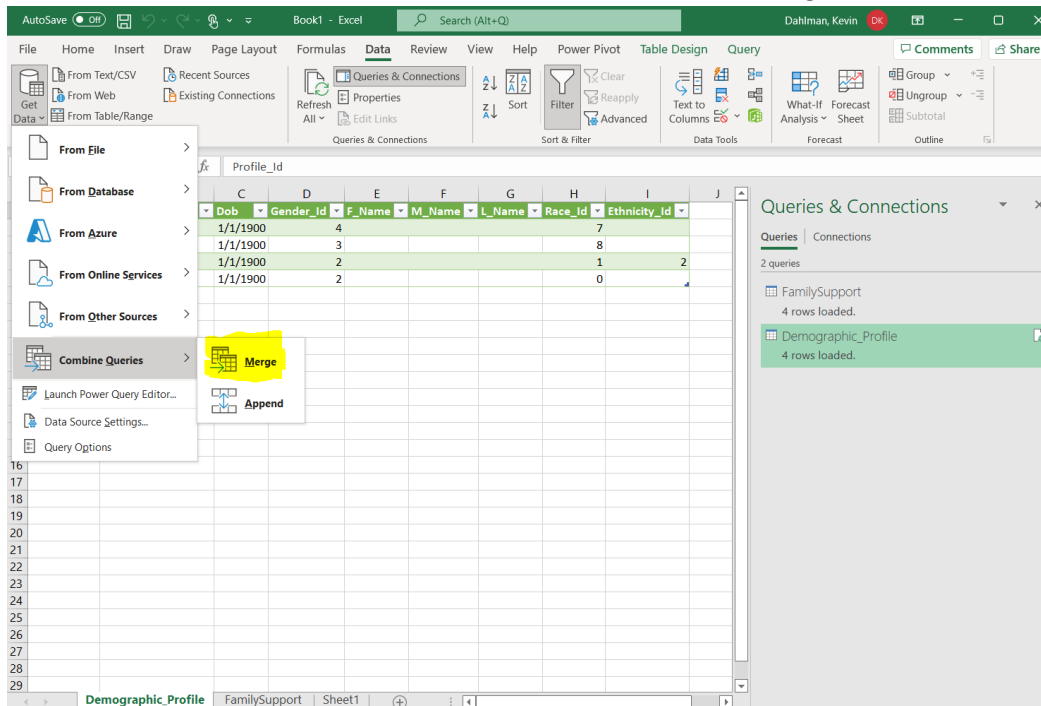 AutoSave Off Book1 - Excel Search (Alt+Q) Dahlman, Kevin DK
File Home Insert Draw Page Layout Formulas Data Review View Help Power Pivot Table Design Query Comments Share
Get Data
From Text/CSV
From Web
From Table/Range
Recent Sources
Existing Connections
Refresh All
Queries & Connections
Properties
Edit Links
Queries & Connections
Sort
Filter
Clear
Reapply
Advanced
Sort & Filter
Text to Columns
Data Tools
What-If Analysis
Forecast Sheet
Forecast
Group
Ungroup
Subtotal
Outline
fx Profile_Id
From File
From Database
From Azure
From Online Services
From Other Sources
Combine Queries
Launch Power Query Editor...
Data Source Settings...
Query Options
Merge
Append
C D E F G H I J
Dob Gender_Id F_Name M_Name L_Name Race_Id Ethnicity_Id
1/1/1900 4 7
1/1/1900 3 8
1/1/1900 2 1 2
1/1/1900 2 0
16
17
18
19
20
21
22
23
24
25
26
27
28
29
Queries & Connections
Queries Connections
2 queries
FamilySupport
4 rows loaded.
Demographic_Profile
4 rows loaded.
Demographic_Profile FamilySupport Sheet1